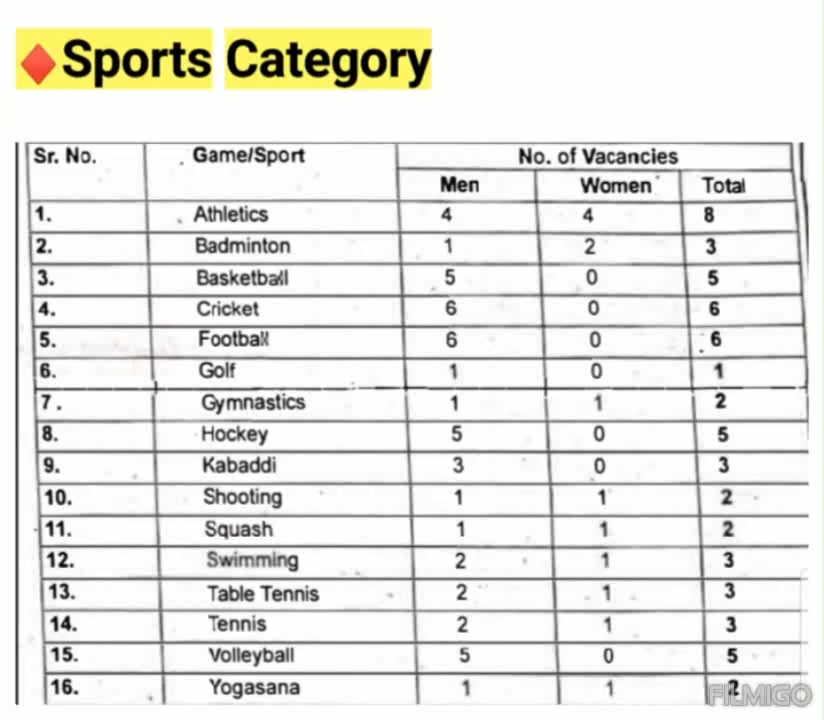 ♦️Sports Category
Sr. No. Game/Sport No. of Vacancies
Men Women Total
1. Athletics 4 4 8
2. Badminton 1 2 3
3. Basketball 5 0 5
4. Cricket 6 0 6
5. Football 6 0 6
6. Golf 1 0 1
7. Gymnastics 1 1 2
8. Hockey 5 0 5
9. Kabaddi 3 0 3
10. Shooting 1 1 2
11. Squash 1 1 2
12. Swimming 2 1 3
13. Table Tennis 2 1 3
14. Tennis 2 1 3
15. Volleyball 5 0 5
16. Yogasana 1 1 2
FILMIGO